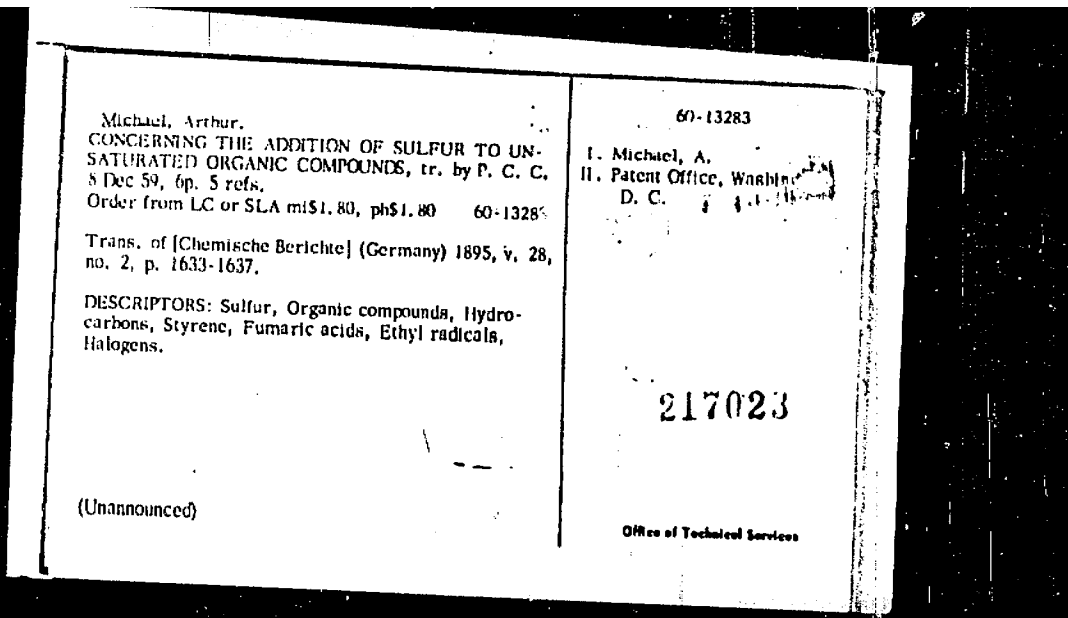 Michael, Arthur.
CONCERNING THE ADDITION OF SULFUR TO UN-
SATURATED ORGANIC COMPOUNDS, tr. by P. C. C.
8 Dec 59, 6p. 5 refs.
Order from LC or SLA mi$1.80, ph$1.80 60-1328
Trans. of [Chemische Berichte] (Germany) 1895, v. 28,
no. 2, p. 1633-1637.
DESCRIPTORS: Sulfur, Organic compounds, Hydro-
carbons, Styrene, Fumaric acids, Ethyl radicals,
Halogens.
(Unannounced)
60-13283
I. Michael, A.
II. Patent Office,
D. C.
217023
Office of Technical Services